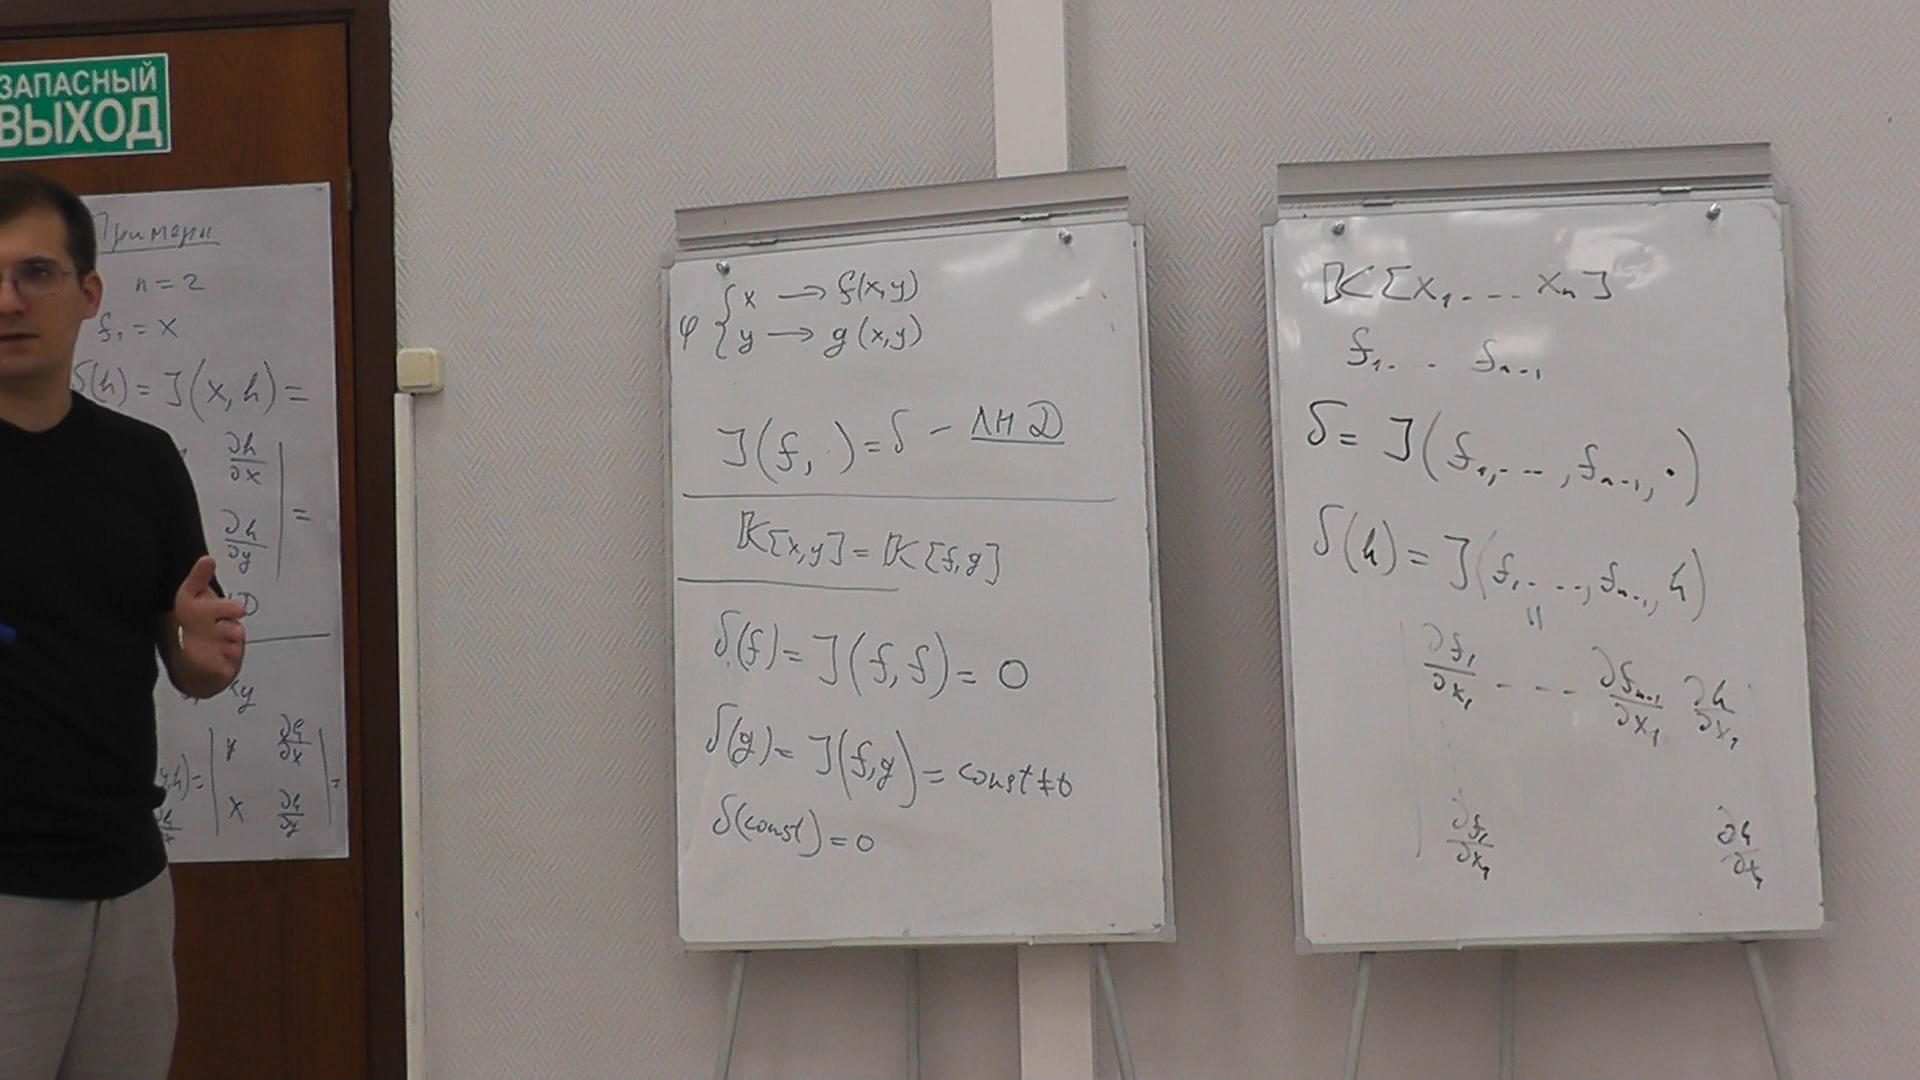 ЗАПАСНЫЙ
ВЫХОД
Примеры
n = 2
f₁ = x
δ(h) = J(x, h) =
∂h/∂x
∂h/∂y
=
xy
y ∂h/∂x
x ∂h/∂y
=
φ { x → f(x,y)
y → g(x,y)
J(f, ·) = δ – ЛНД
𝕂[x,y] = 𝕂[f,g]
δ(f) = J(f,f) = 0
δ(g) = J(f,g) = const ≠ 0
δ(const) = 0
𝕂[x₁ --- xₙ]
f₁ .. fₙ₋₁
δ = J(f₁, ---, fₙ₋₁, ·)
δ(h) = J(f₁, ---, fₙ₋₁, h)
||
∂f₁/∂x₁ --- ∂fₙ₋₁/∂x₁ ∂h/∂x₁
∂f₁/∂xₙ ∂h/∂xₙ